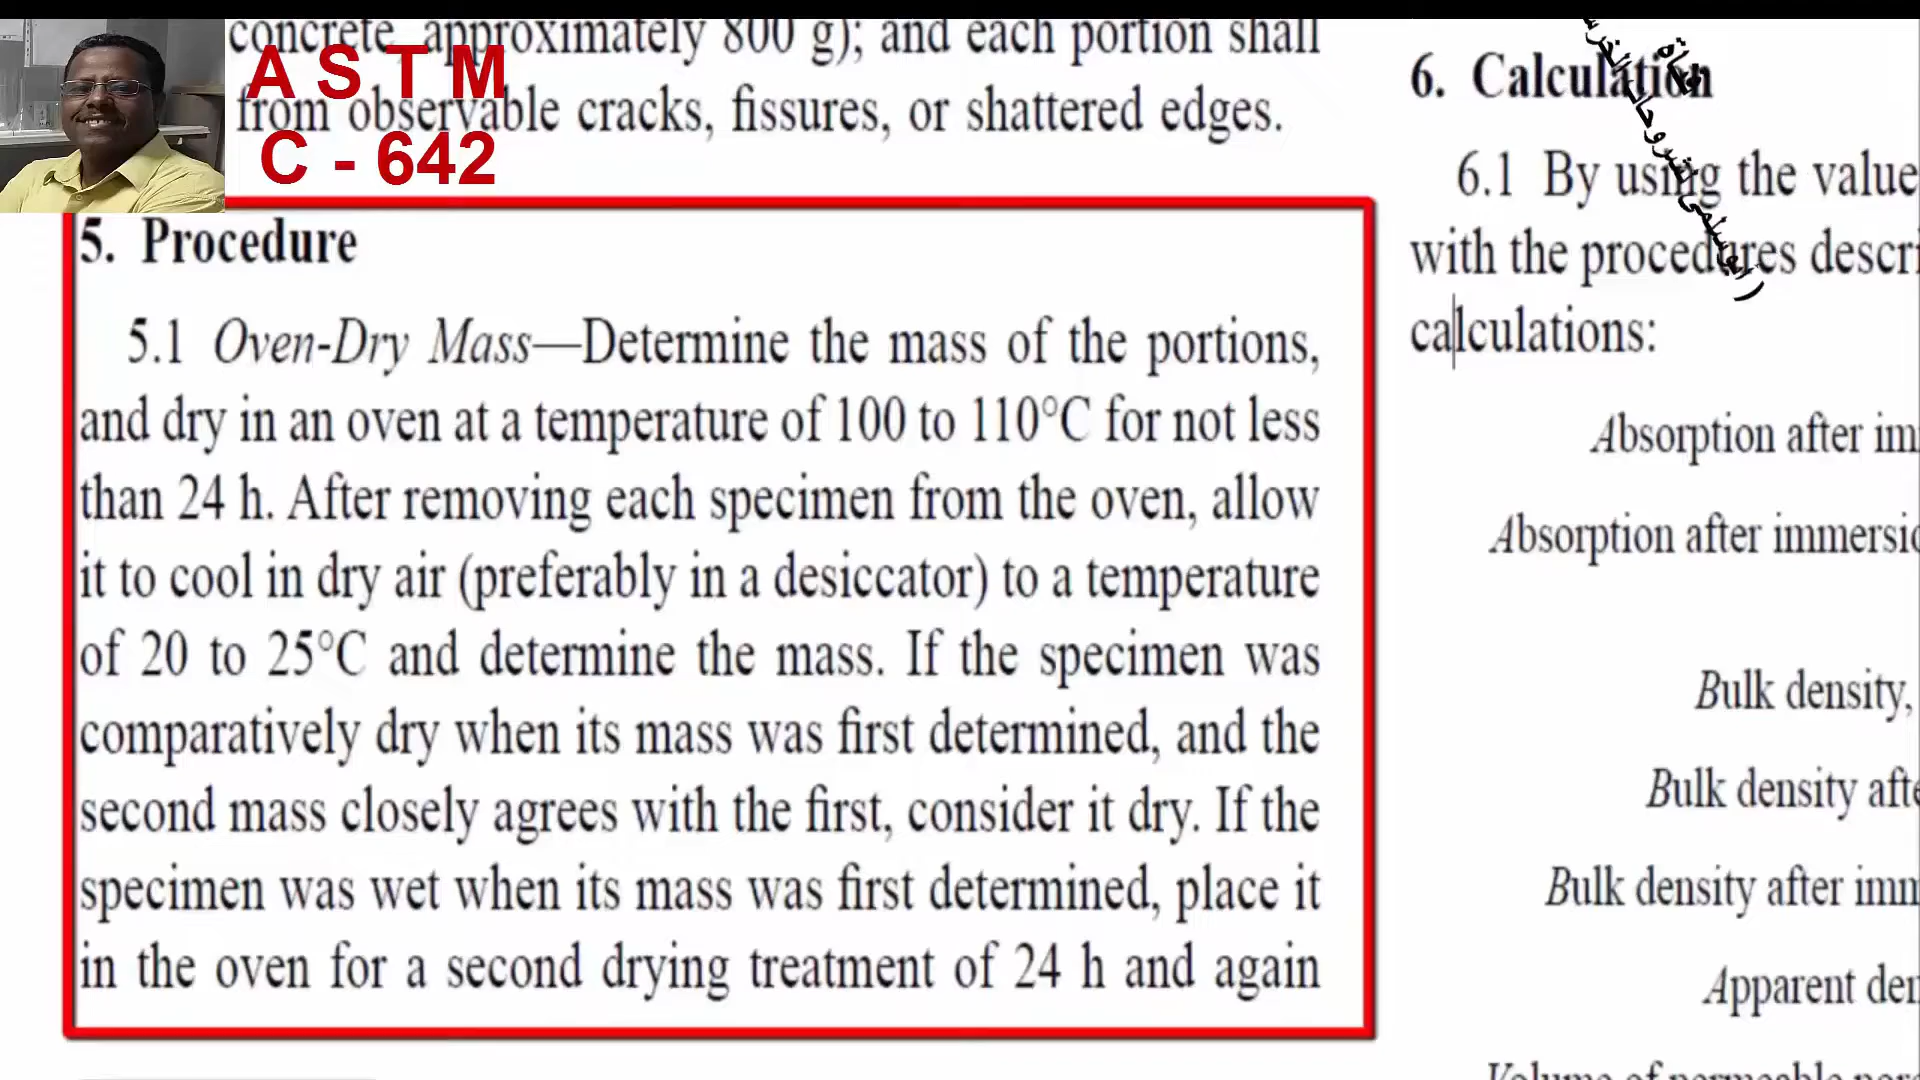 concrete, approximately 800 g); and each portion shall
from observable cracks, fissures, or shattered edges.
A S T M
C - 642
5. Procedure
5.1 Oven-Dry Mass—Determine the mass of the portions,
and dry in an oven at a temperature of 100 to 110°C for not less
than 24 h. After removing each specimen from the oven, allow
it to cool in dry air (preferably in a desiccator) to a temperature
of 20 to 25°C and determine the mass. If the specimen was
comparatively dry when its mass was first determined, and the
second mass closely agrees with the first, consider it dry. If the
specimen was wet when its mass was first determined, place it
in the oven for a second drying treatment of 24 h and again
6. Calculation
6.1 By using the value
with the procedures descri
calculations:
Absorption after im
Absorption after immersio
Bulk density,
Bulk density afte
Bulk density after imm
Apparent den
Volume of permeable pore